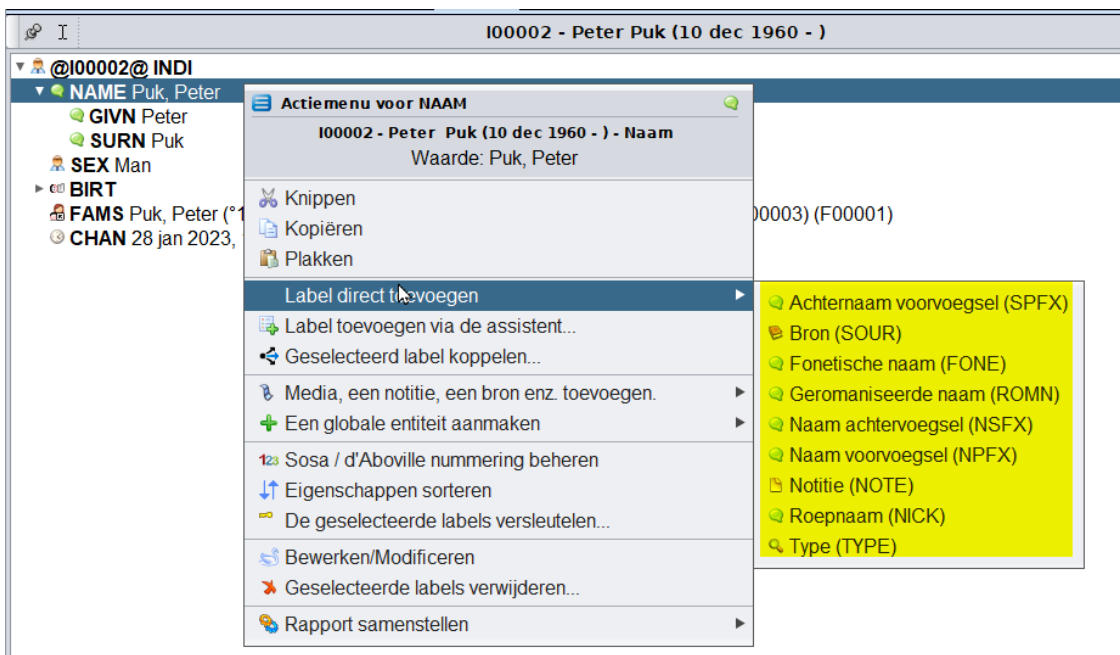 I00002 - Peter Puk (10 dec 1960 - )
@I00002@ INDI
NAME Puk, Peter
GIVN Peter
SURN Puk
SEX Man
BIRT
FAMS Puk, Peter (°1
00003) (F00001)
CHAN 28 jan 2023,
Actiemenu voor NAAM
I00002 - Peter Puk (10 dec 1960 - ) - Naam
Waarde: Puk, Peter
Knippen
Kopiëren
Plakken
Label direct toevoegen
Label toevoegen via de assistent...
Geselecteerd label koppelen...
Media, een notitie, een bron enz. toevoegen.
Een globale entiteit aanmaken
123 Sosa / d'Aboville nummering beheren
Eigenschappen sorteren
De geselecteerde labels versleutelen...
Bewerken/Modificeren
Geselecteerde labels verwijderen...
Rapport samenstellen
Achternaam voorvoegsel (SPFX)
Bron (SOUR)
Fonetische naam (FONE)
Geromaniseerde naam (ROMN)
Naam achtervoegsel (NSFX)
Naam voorvoegsel (NPFX)
Notitie (NOTE)
Roepnaam (NICK)
Type (TYPE)